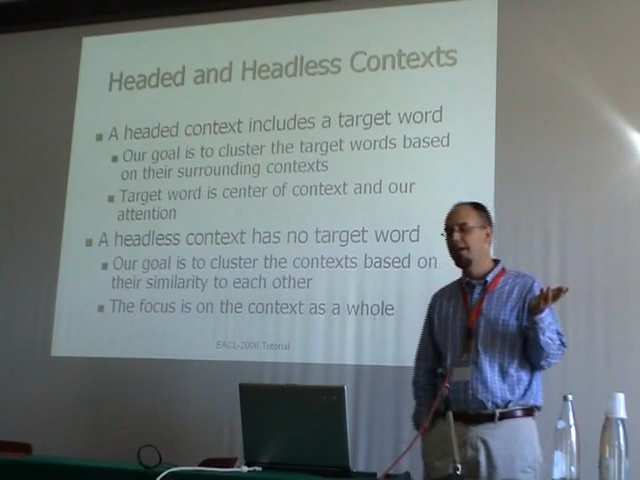 Headed and Headless Contexts
A headed context includes a target word
Our goal is to cluster the target words based
on their surrounding contexts
Target word is center of context and our
attention
A headless context has no target word
Our goal is to cluster the contexts based on
their similarity to each other
The focus is on the context as a whole
EACL-2006 Tutorial